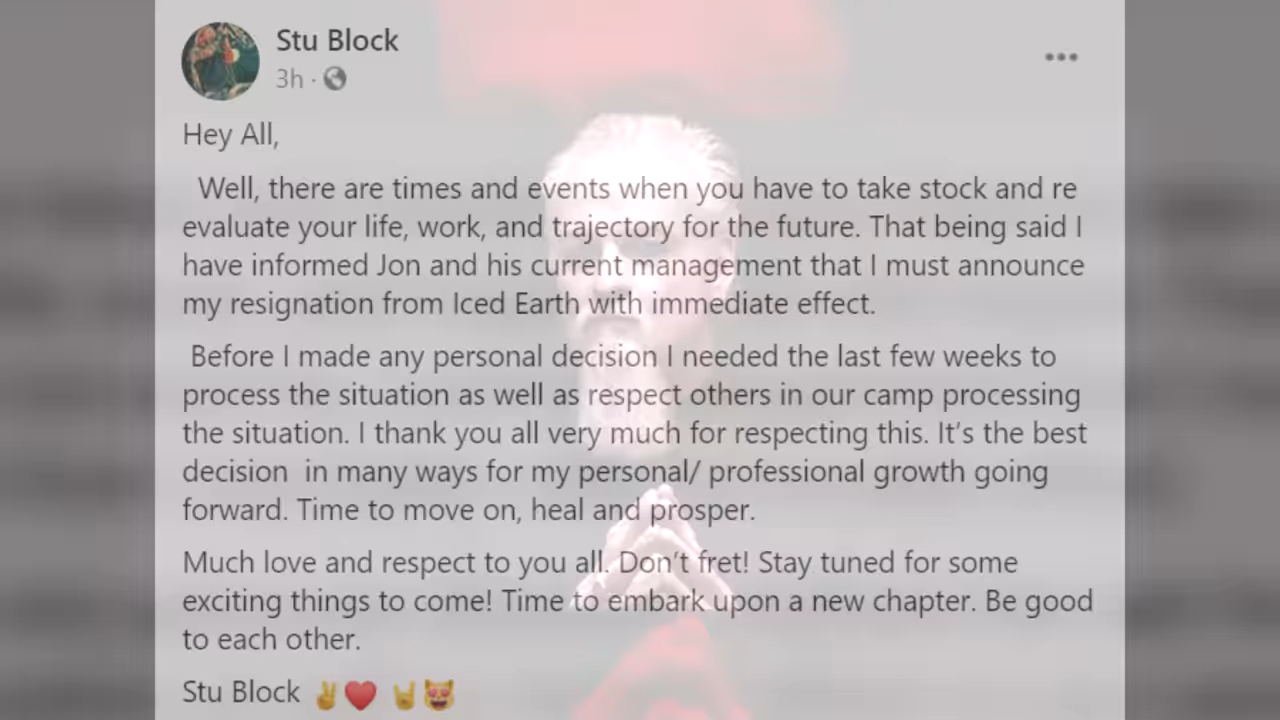 Stu Block
3h ·
Hey All,
Well, there are times and events when you have to take stock and re
evaluate your life, work, and trajectory for the future. That being said I
have informed Jon and his current management that I must announce
my resignation from Iced Earth with immediate effect.
Before I made any personal decision I needed the last few weeks to
process the situation as well as respect others in our camp processing
the situation. I thank you all very much for respecting this. It’s the best
decision  in many ways for my personal/ professional growth going
forward. Time to move on, heal and prosper.
Much love and respect to you all. Don’t fret! Stay tuned for some
exciting things to come! Time to embark upon a new chapter. Be good
to each other.
Stu Block ✌️❤️ 🤘😻